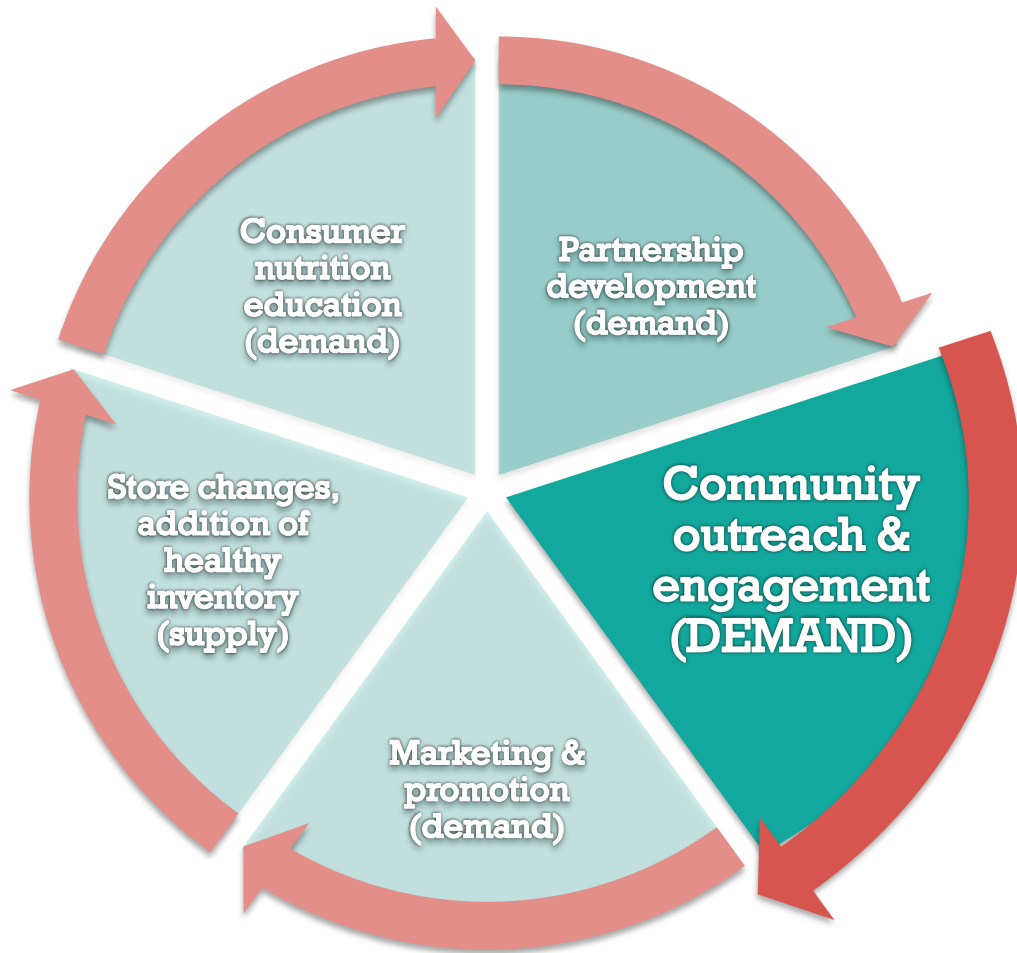 Consumer
nutrition
education
(demand)
Partnership
development
(demand)
Community
outreach &
engagement
(DEMAND)
Marketing &
promotion
(demand)
Store changes,
addition of
healthy
inventory
(supply)